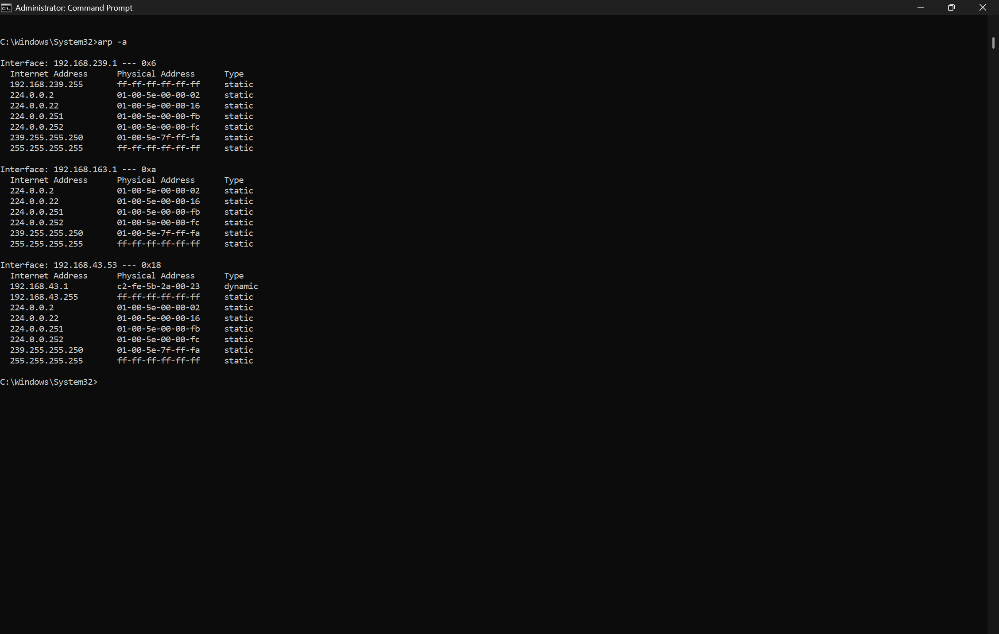 Administrator: Command Prompt
C:\Windows\System32>arp -a
Interface: 192.168.239.1 --- 0x6
Internet Address Physical Address Type
192.168.239.255 ff-ff-ff-ff-ff-ff static
224.0.0.2 01-00-5e-00-00-02 static
224.0.0.22 01-00-5e-00-00-16 static
224.0.0.251 01-00-5e-00-00-fb static
224.0.0.252 01-00-5e-00-00-fc static
239.255.255.250 01-00-5e-7f-ff-fa static
255.255.255.255 ff-ff-ff-ff-ff-ff static
Interface: 192.168.163.1 --- 0xa
Internet Address Physical Address Type
224.0.0.2 01-00-5e-00-00-02 static
224.0.0.22 01-00-5e-00-00-16 static
224.0.0.251 01-00-5e-00-00-fb static
224.0.0.252 01-00-5e-00-00-fc static
239.255.255.250 01-00-5e-7f-ff-fa static
255.255.255.255 ff-ff-ff-ff-ff-ff static
Interface: 192.168.43.53 --- 0x18
Internet Address Physical Address Type
192.168.43.1 c2-fe-5b-2a-00-23 dynamic
192.168.43.255 ff-ff-ff-ff-ff-ff static
224.0.0.2 01-00-5e-00-00-02 static
224.0.0.22 01-00-5e-00-00-16 static
224.0.0.251 01-00-5e-00-00-fb static
224.0.0.252 01-00-5e-00-00-fc static
239.255.255.250 01-00-5e-7f-ff-fa static
255.255.255.255 ff-ff-ff-ff-ff-ff static
C:\Windows\System32>